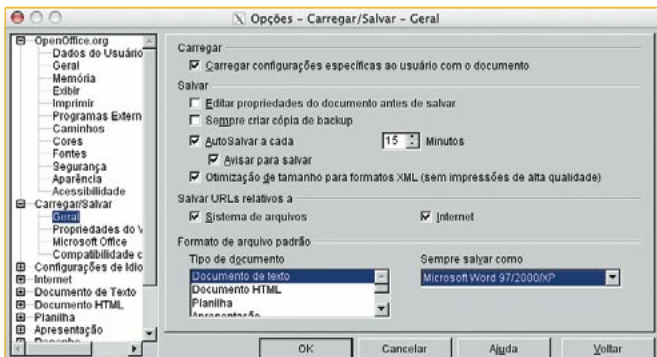 Opções – Carregar/Salvar – Geral
OpenOffice.org
Dados do Usuário
Geral
Memória
Exibir
Imprimir
Programas Extern
Caminhos
Cores
Fontes
Segurança
Aparência
Acessibilidade
Carregar/Salvar
Geral
Propriedades do V
Microsoft Office
Compatibilidade c
Configurações de Idio
Internet
Documento de Texto
Documento HTML
Planilha
Apresentação
Carregar
Carregar configurações específicas ao usuário com o documento
Salvar
Editar propriedades do documento antes de salvar
Sempre criar cópia de backup
AutoSalvar a cada 15 Minutos
Avisar para salvar
Otimização de tamanho para formatos XML (sem impressões de alta qualidade)
Salvar URLs relativos a
Sistema de arquivos Internet
Formato de arquivo padrão
Tipo de documento Sempre salvar como
Documento de texto Microsoft Word 97/2000/XP
Documento HTML
Planilha
OK Cancelar Ajuda Voltar